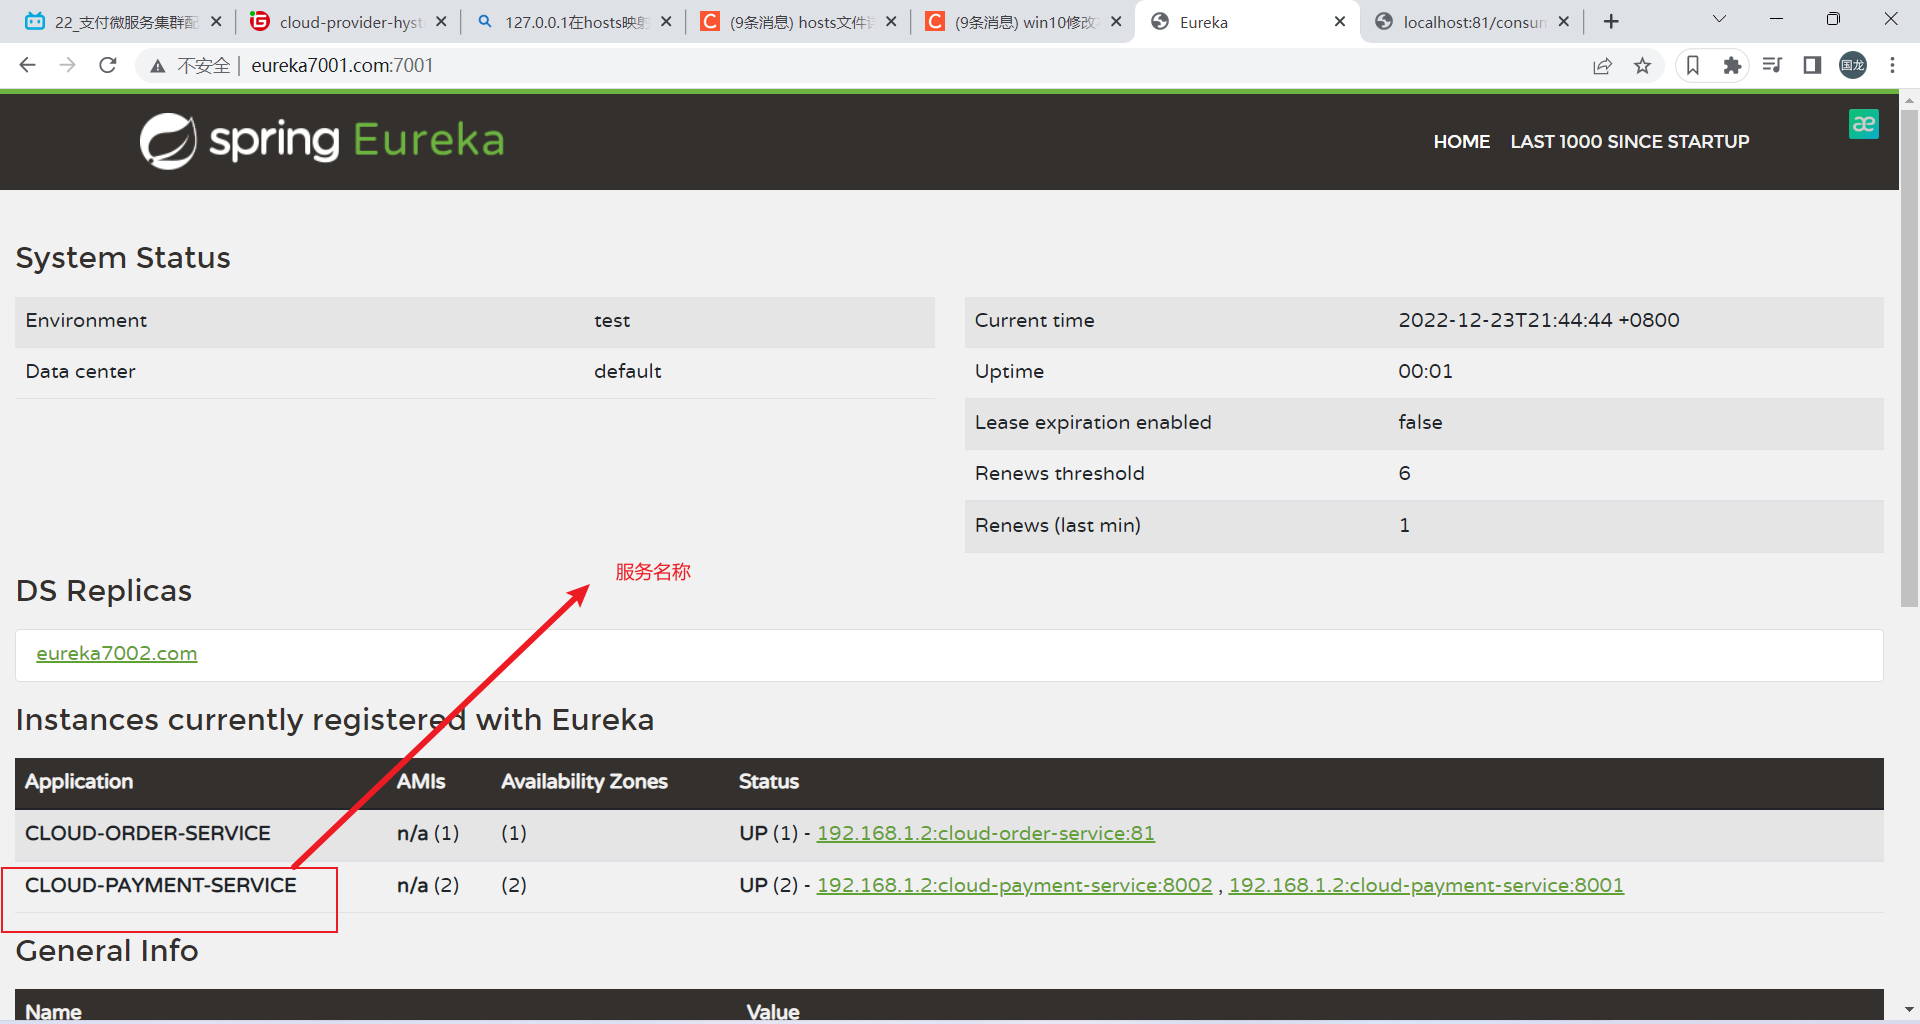 22_支付微服务集群配
cloud-provider-hyst
127.0.0.1在hosts映射
(9条消息) hosts文件
(9条消息) win10修改
Eureka
localhost:81/consum
不安全 | eureka7001.com:7001
国龙
spring Eureka
HOME LAST 1000 SINCE STARTUP
æ
System Status
Environment test
Data center default
Current time 2022-12-23T21:44:44 +0800
Uptime 00:01
Lease expiration enabled false
Renews threshold 6
Renews (last min) 1
服务名称
DS Replicas
eureka7002.com
Instances currently registered with Eureka
Application AMIs Availability Zones Status
CLOUD-ORDER-SERVICE n/a (1) (1) UP (1) - 192.168.1.2:cloud-order-service:81
CLOUD-PAYMENT-SERVICE n/a (2) (2) UP (2) - 192.168.1.2:cloud-payment-service:8002 , 192.168.1.2:cloud-payment-service:8001
General Info
Name Value